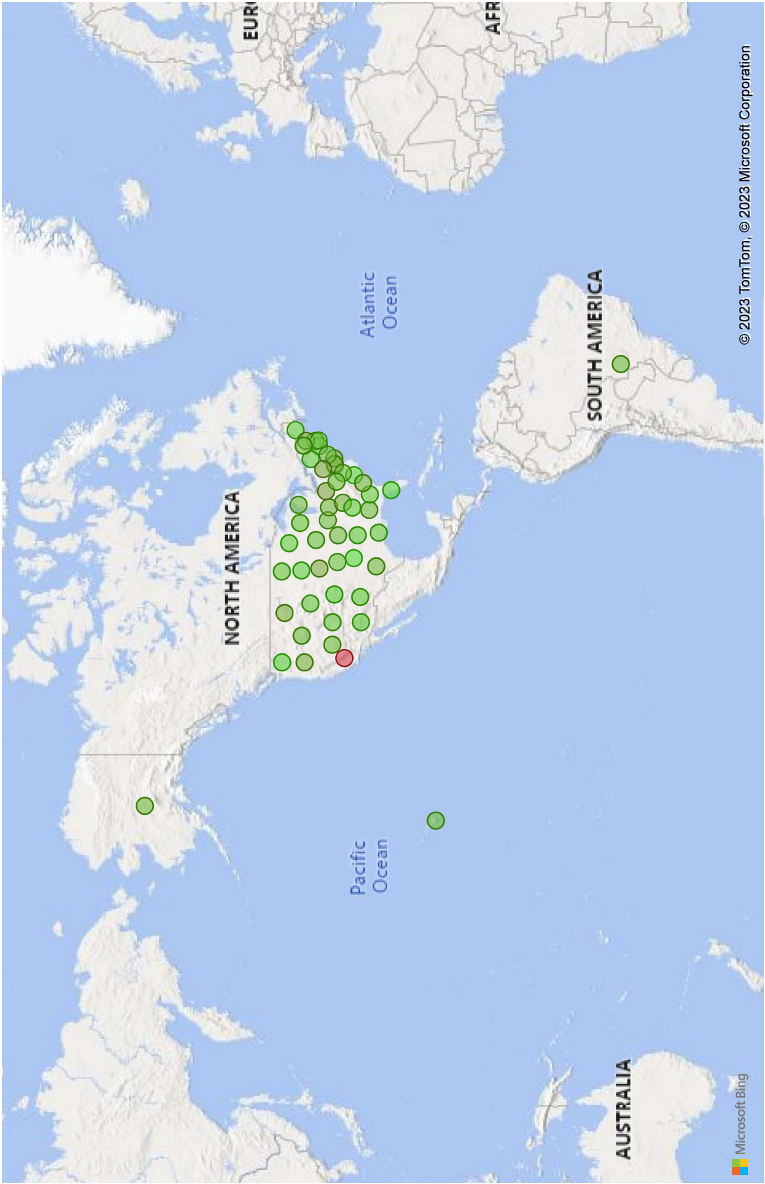 NORTH AMERICA
EUR
AFR
Atlantic
Ocean
SOUTH AMERICA
Pacific
Ocean
AUSTRALIA
Microsoft Bing
© 2023 TomTom, © 2023 Microsoft Corporation